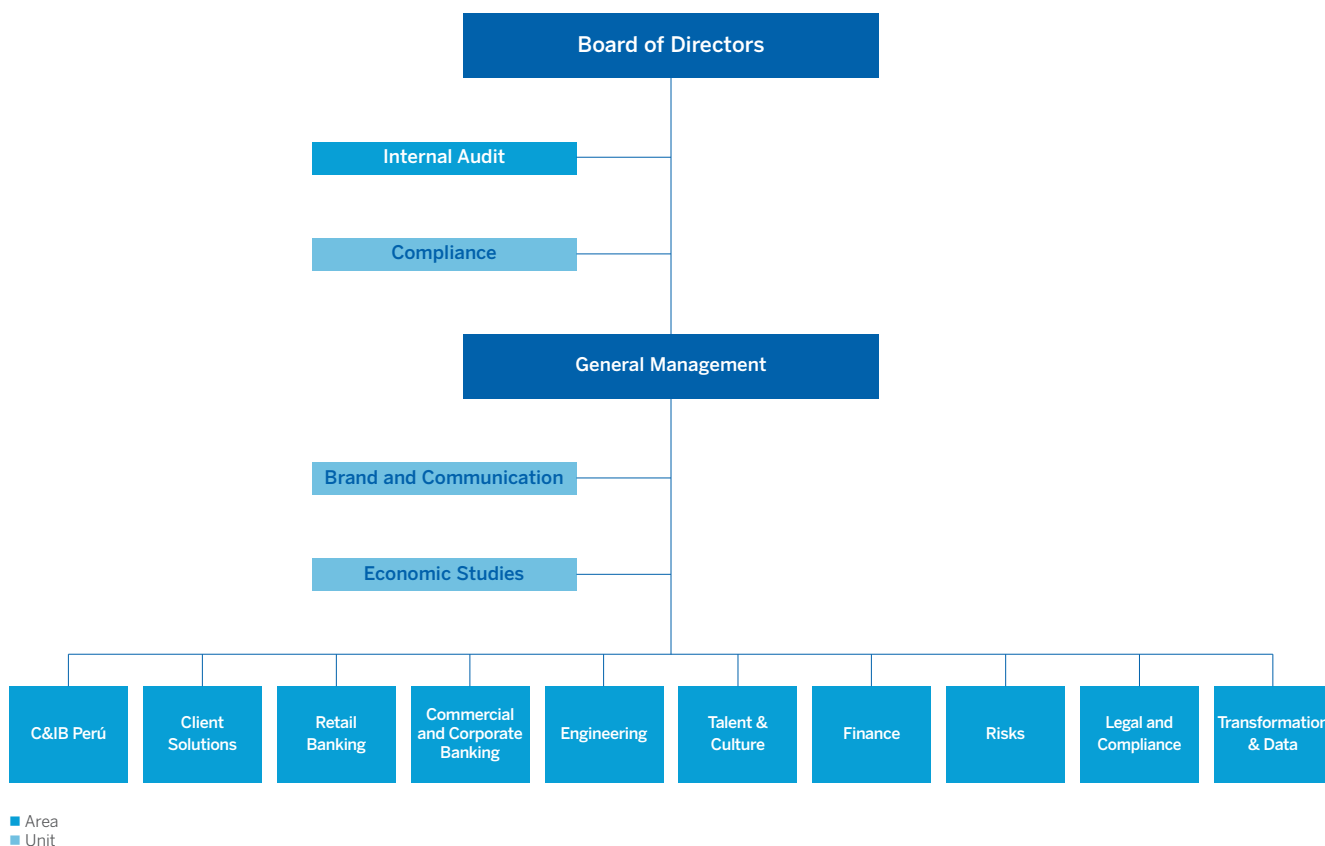 Board of Directors
Internal Audit
Compliance
General Management
Brand and Communication
Economic Studies
C&IB Perú
Client
Solutions
Retail
Banking
Commercial
and Corporate
Banking
Engineering
Talent &
Culture
Finance
Risks
Legal and
Compliance
Transformation
& Data
Area
Unit